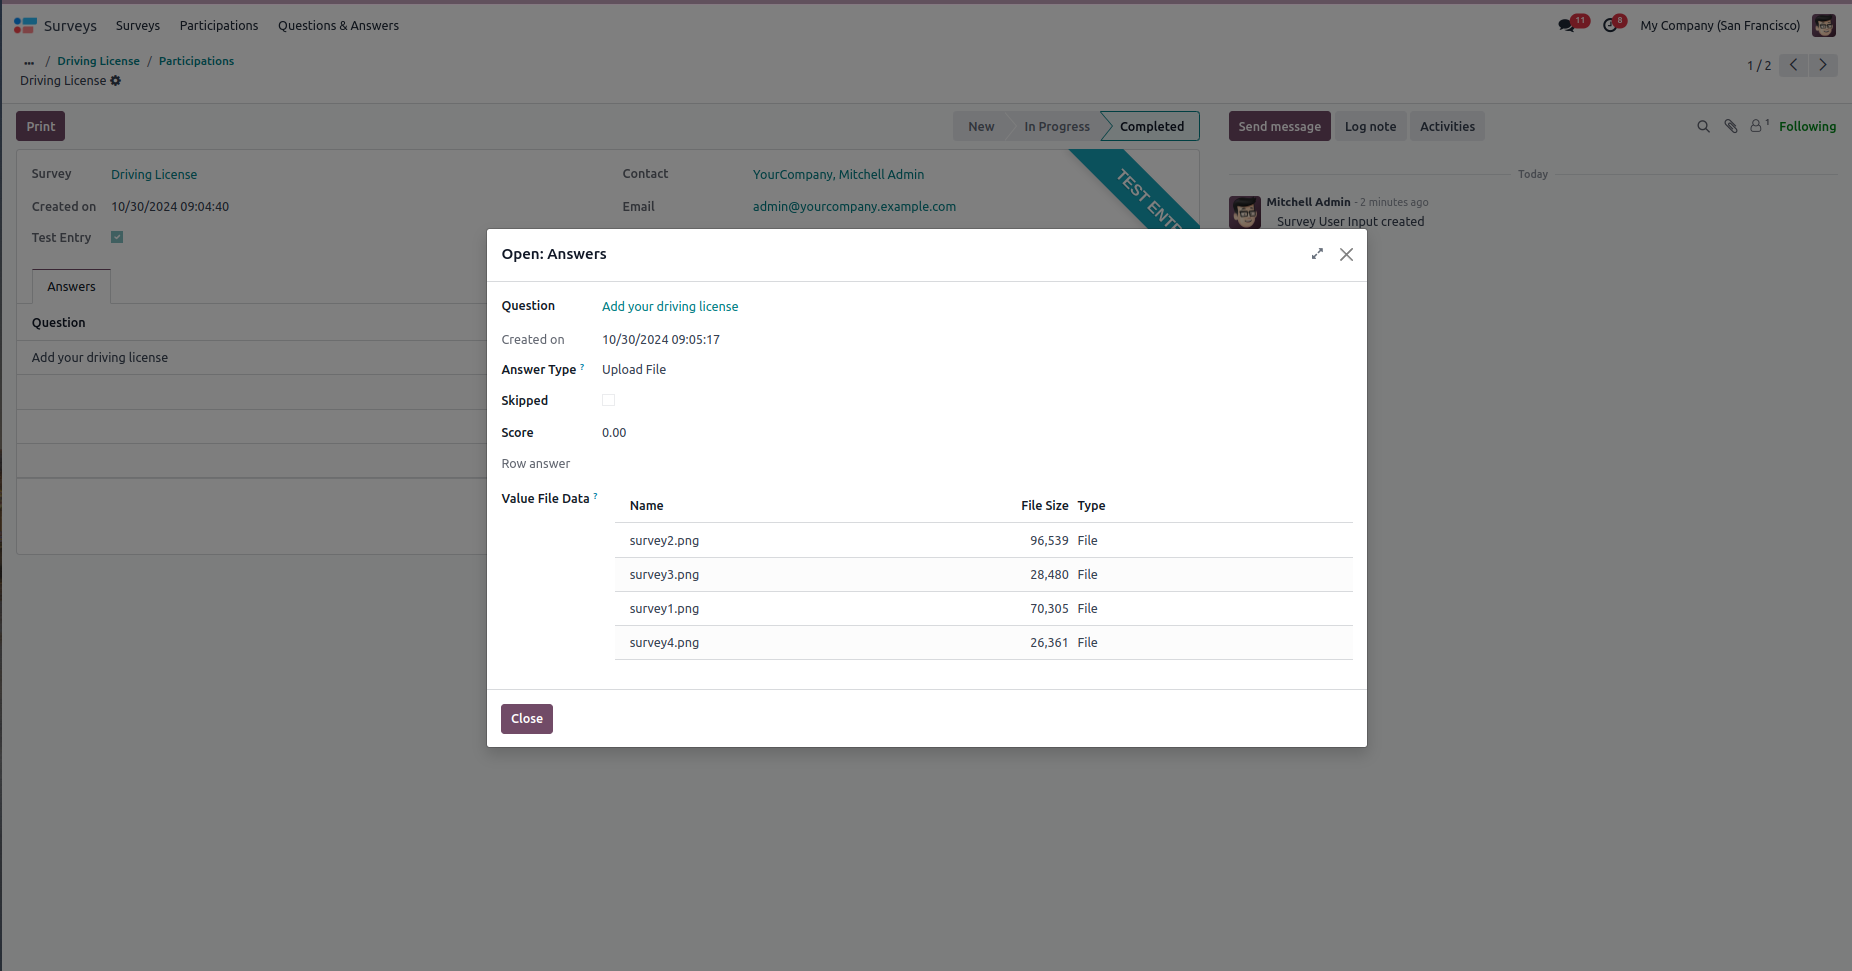 Surveys Surveys Participations Questions & Answers 11 8 My Company (San Francisco)
... / Driving License / Participations
Driving License
1 / 2
Print New In Progress Completed Send message Log note Activities 1 Following
Survey Driving License Contact YourCompany, Mitchell Admin
Created on 10/30/2024 09:04:40 Email admin@yourcompany.example.com
Test Entry
TEST ENTR
Today
Mitchell Admin - 2 minutes ago
Survey User Input created
Answers
Question
Add your driving license
Open: Answers
Question Add your driving license
Created on 10/30/2024 09:05:17
Answer Type ? Upload File
Skipped
Score 0.00
Row answer
Value File Data ?
Name File Size Type
survey2.png 96,539 File
survey3.png 28,480 File
survey1.png 70,305 File
survey4.png 26,361 File
Close